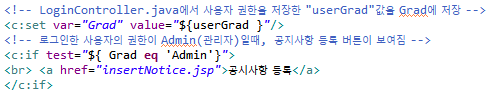 <!-- LoginController.java에서 사용자 권한을 저장한 "userGrad"값을 Grad에 저장 -->
<c:set var="Grad" value="${userGrad }"/>
<!-- 로그인한 사용자의 권한이 Admin(관리자)일때, 공지사항 등록 버튼이 보여짐 -->
<c:if test="${ Grad eq 'Admin'}">
<br> <a href="insertNotice.jsp">공지사항 등록</a>
</c:if>